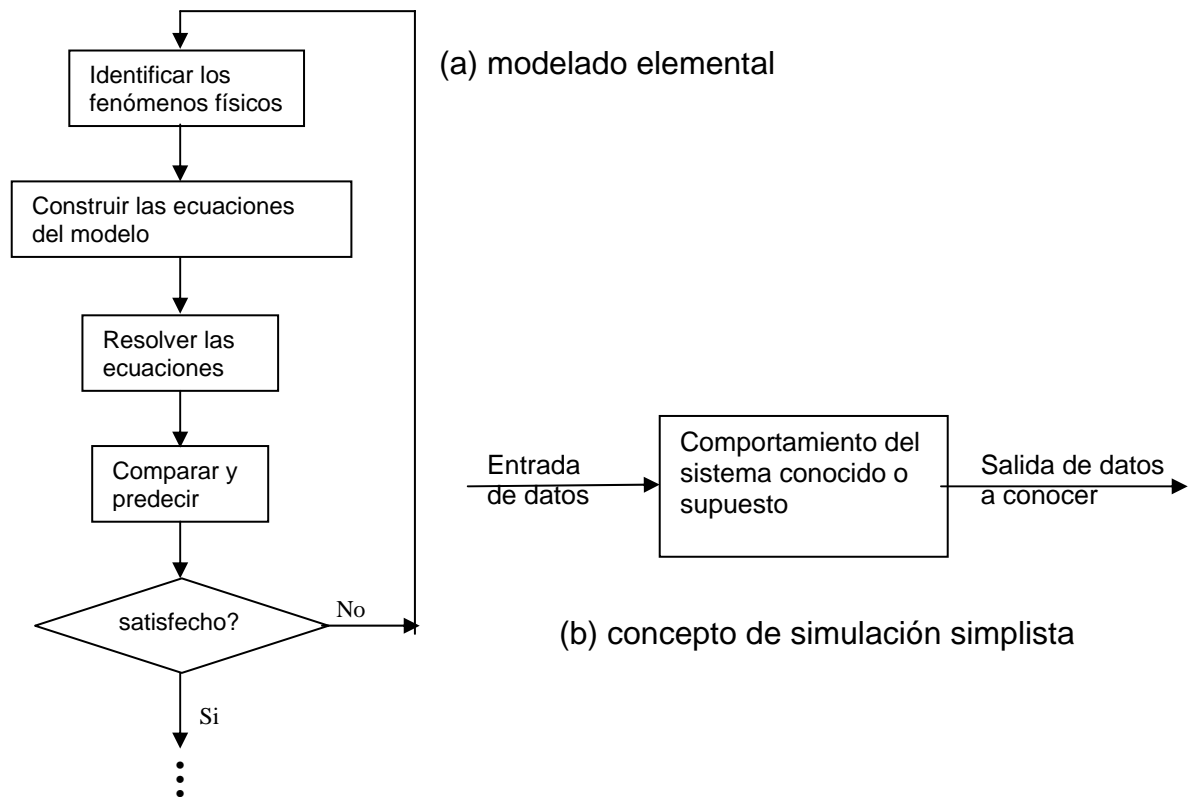 (a) modelado elemental
Identificar los
fenómenos físicos
Construir las ecuaciones
del modelo
Resolver las
ecuaciones
Comparar y
predecir
satisfecho?
No
Si
Entrada
de datos
Comportamiento del
sistema conocido o
supuesto
Salida de datos
a conocer
(b) concepto de simulación simplista